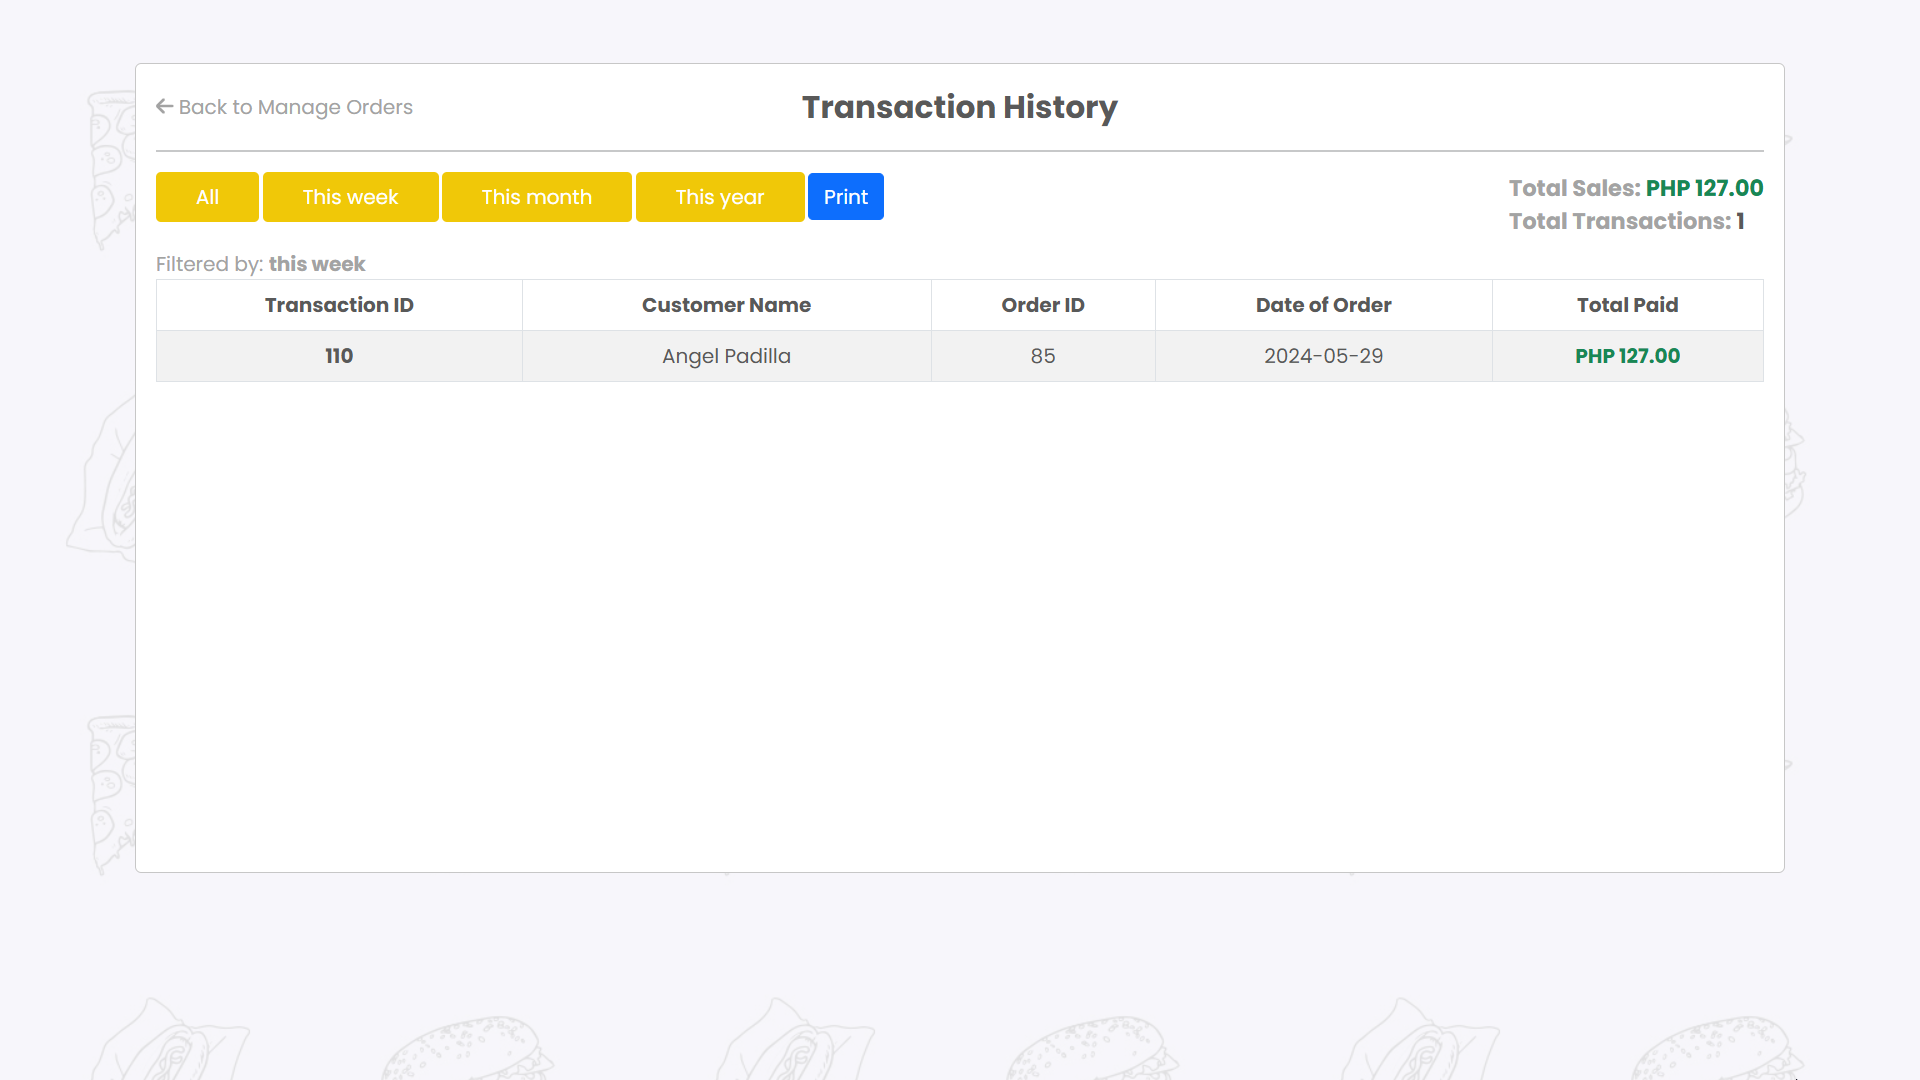 Back to Manage Orders
Transaction History
All This week This month This year Print
Total Sales: PHP 127.00
Total Transactions: 1
Filtered by: this week
Transaction ID Customer Name Order ID Date of Order Total Paid
110 Angel Padilla 85 2024-05-29 PHP 127.00